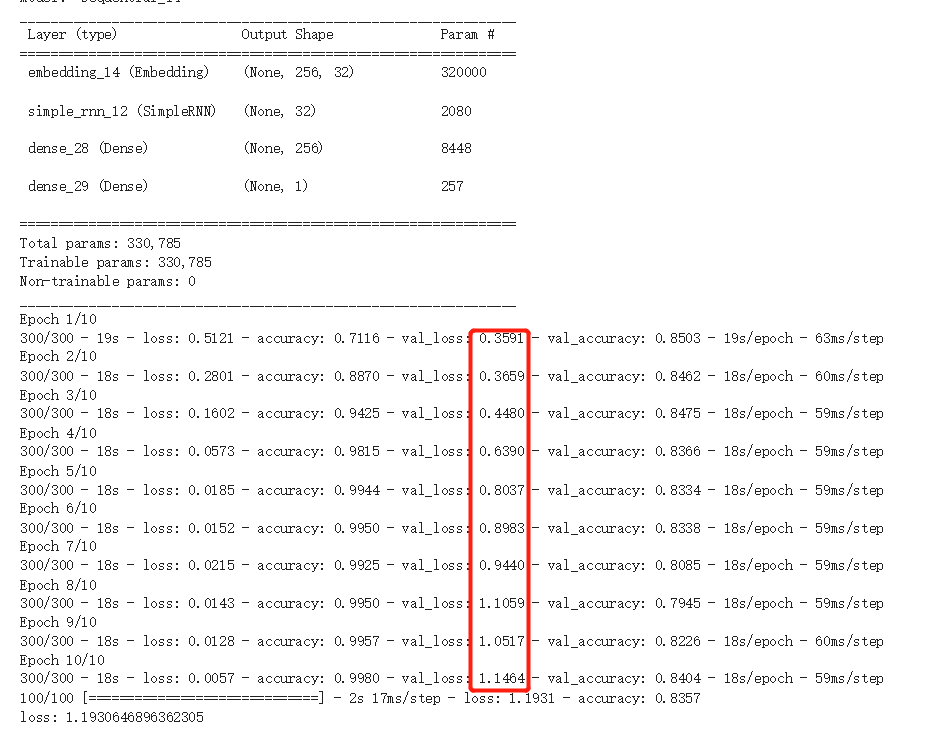 Layer (type) Output Shape Param #
embedding_14 (Embedding) (None, 256, 32) 320000
simple_rnn_12 (SimpleRNN) (None, 32) 2080
dense_28 (Dense) (None, 256) 8448
dense_29 (Dense) (None, 1) 257
Total params: 330,785
Trainable params: 330,785
Non-trainable params: 0
Epoch 1/10
300/300 - 19s - loss: 0.5121 - accuracy: 0.7116 - val_loss: 0.3591 - val_accuracy: 0.8503 - 19s/epoch - 63ms/step
Epoch 2/10
300/300 - 18s - loss: 0.2801 - accuracy: 0.8870 - val_loss: 0.3659 - val_accuracy: 0.8462 - 18s/epoch - 60ms/step
Epoch 3/10
300/300 - 18s - loss: 0.1602 - accuracy: 0.9425 - val_loss: 0.4480 - val_accuracy: 0.8475 - 18s/epoch - 59ms/step
Epoch 4/10
300/300 - 18s - loss: 0.0573 - accuracy: 0.9815 - val_loss: 0.6390 - val_accuracy: 0.8366 - 18s/epoch - 59ms/step
Epoch 5/10
300/300 - 18s - loss: 0.0185 - accuracy: 0.9944 - val_loss: 0.8037 - val_accuracy: 0.8334 - 18s/epoch - 59ms/step
Epoch 6/10
300/300 - 18s - loss: 0.0152 - accuracy: 0.9950 - val_loss: 0.8983 - val_accuracy: 0.8338 - 18s/epoch - 59ms/step
Epoch 7/10
300/300 - 18s - loss: 0.0215 - accuracy: 0.9925 - val_loss: 0.9440 - val_accuracy: 0.8085 - 18s/epoch - 59ms/step
Epoch 8/10
300/300 - 18s - loss: 0.0143 - accuracy: 0.9950 - val_loss: 1.1059 - val_accuracy: 0.7945 - 18s/epoch - 59ms/step
Epoch 9/10
300/300 - 18s - loss: 0.0128 - accuracy: 0.9957 - val_loss: 1.0517 - val_accuracy: 0.8226 - 18s/epoch - 60ms/step
Epoch 10/10
300/300 - 18s - loss: 0.0057 - accuracy: 0.9980 - val_loss: 1.1464 - val_accuracy: 0.8404 - 18s/epoch - 59ms/step
100/100 [==============================] - 2s 17ms/step - loss: 1.1931 - accuracy: 0.8357
loss: 1.1930646896362305